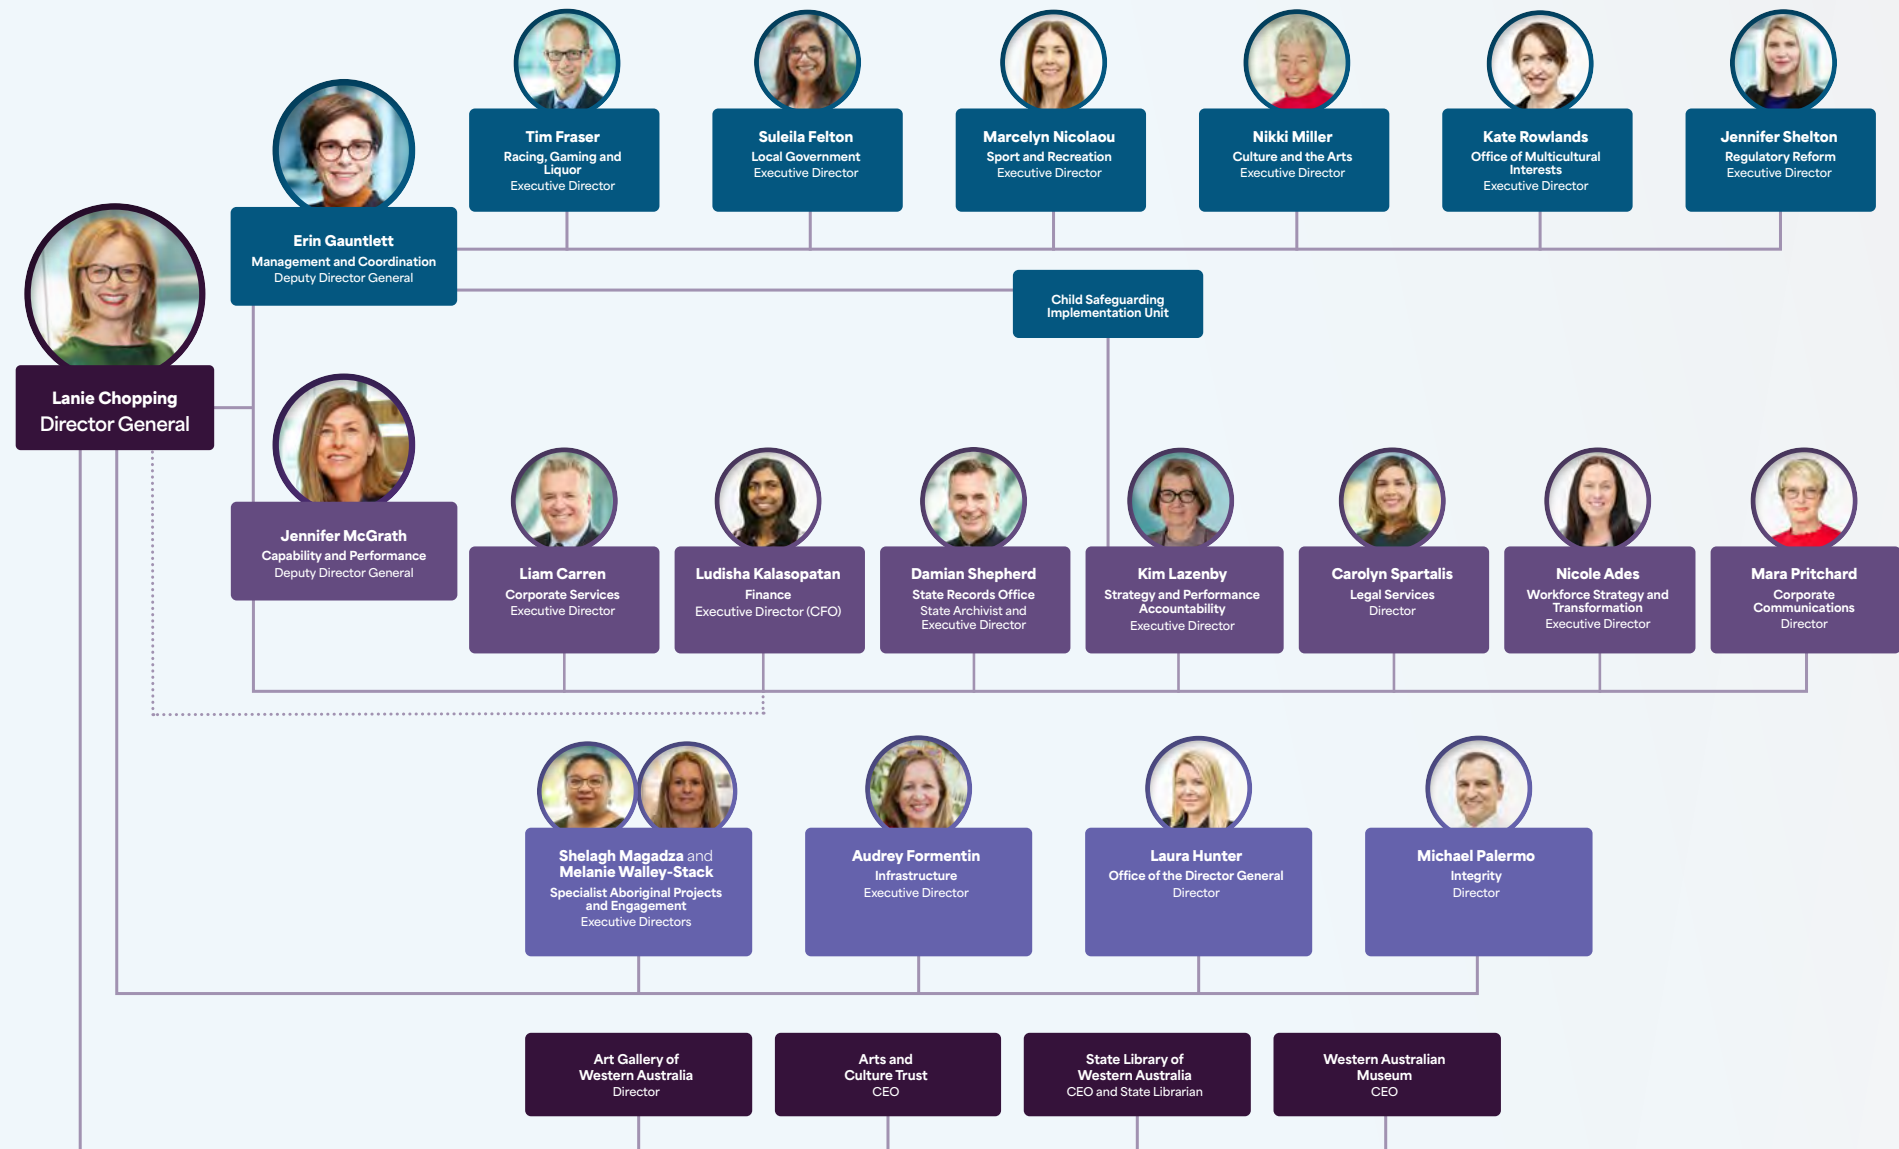 Tim Fraser
Racing, Gaming and
Liquor
Executive Director
Suleila Felton
Local Government
Executive Director
Marcelyn Nicolaou
Sport and Recreation
Executive Director
Nikki Miller
Culture and the Arts
Executive Director
Kate Rowlands
Office of Multicultural
Interests
Executive Director
Jennifer Shelton
Regulatory Reform
Executive Director
Erin Gauntlett
Management and Coordination
Deputy Director General
Child Safeguarding
Implementation Unit
Lanie Chopping
Director General
Jennifer McGrath
Capability and Performance
Deputy Director General
Liam Carren
Corporate Services
Executive Director
Ludisha Kalasopatan
Finance
Executive Director (CFO)
Damian Shepherd
State Records Office
State Archivist and
Executive Director
Kim Lazenby
Strategy and Performance
Accountability
Executive Director
Carolyn Spartalis
Legal Services
Director
Nicole Ades
Workforce Strategy and
Transformation
Executive Director
Mara Pritchard
Corporate
Communications
Director
Shelagh Magadza and
Melanie Walley-Stack
Specialist Aboriginal Projects
and Engagement
Executive Directors
Audrey Formentin
Infrastructure
Executive Director
Laura Hunter
Office of the Director General
Director
Michael Palermo
Integrity
Director
Art Gallery of
Western Australia
Director
Arts and
Culture Trust
CEO
State Library of
Western Australia
CEO and State Librarian
Western Australian
Museum
CEO